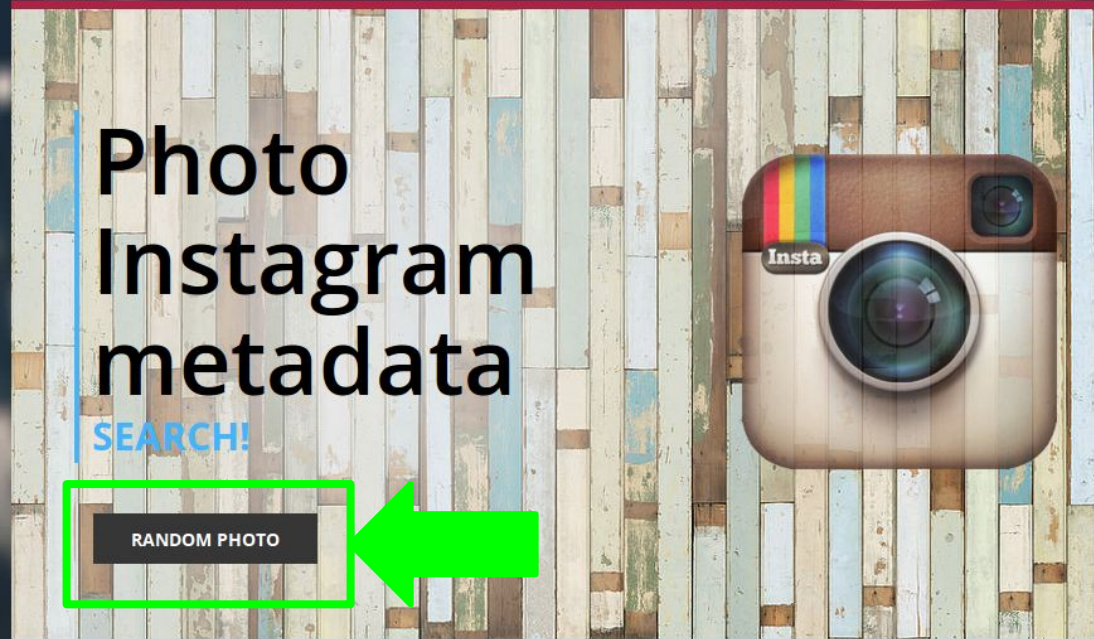 Photo
Instagram
metadata
SEARCH!
Insta
RANDOM PHOTO